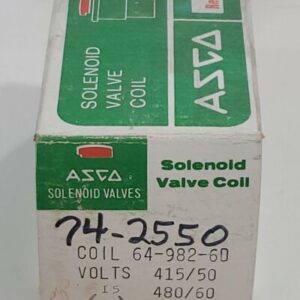 SOLENOID
VALVE
COIL
ASCO
ASCO
SOLENOID VALVES
Solenoid
Valve Coil
74-2550
COIL 64-982-6D
VOLTS 415/50
480/60